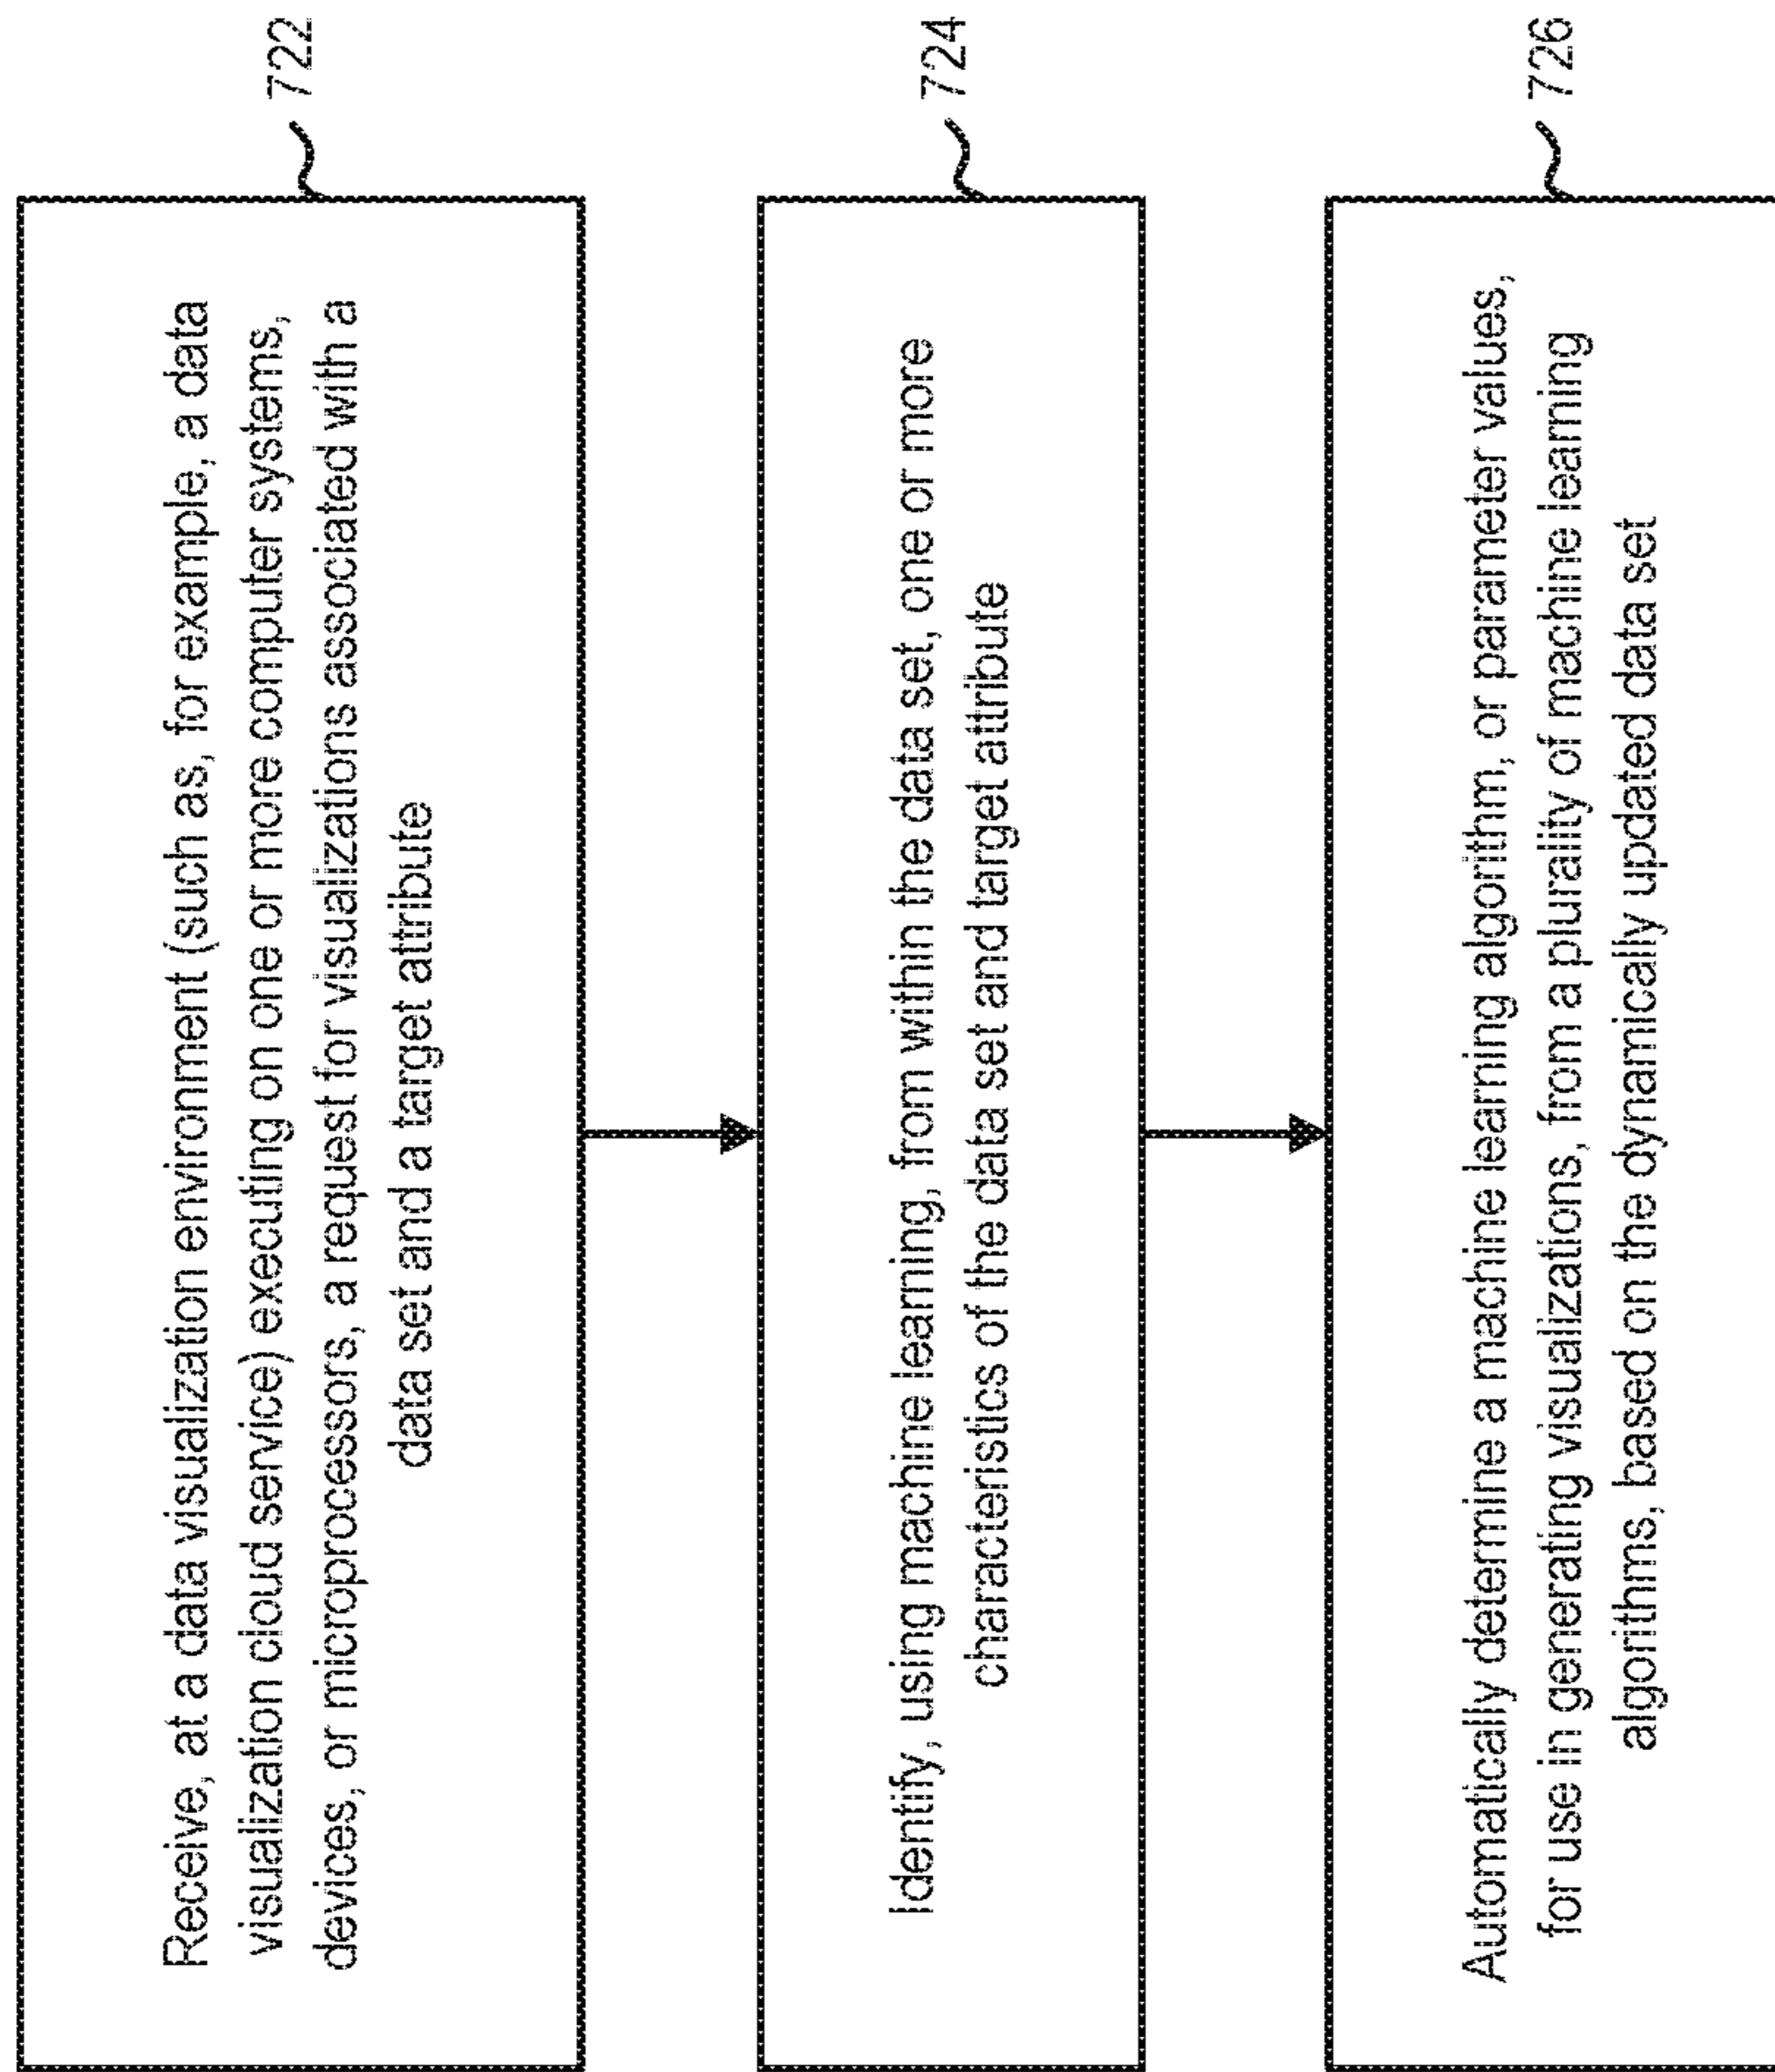 Receive, at a data visualization environment (such as, for example, a data
visualization cloud service) executing on one or more computer systems,
devices, or microprocessors, a request for visualizations associated with a
data set and a target attribute
722
Identify, using machine learning, from within the data set, one or more
characteristics of the data set and target attribute
724
Automatically determine a machine learning algorithm, or parameter values,
for use in generating visualizations, from a plurality of machine learning
algorithms, based on the dynamically updated data set
726